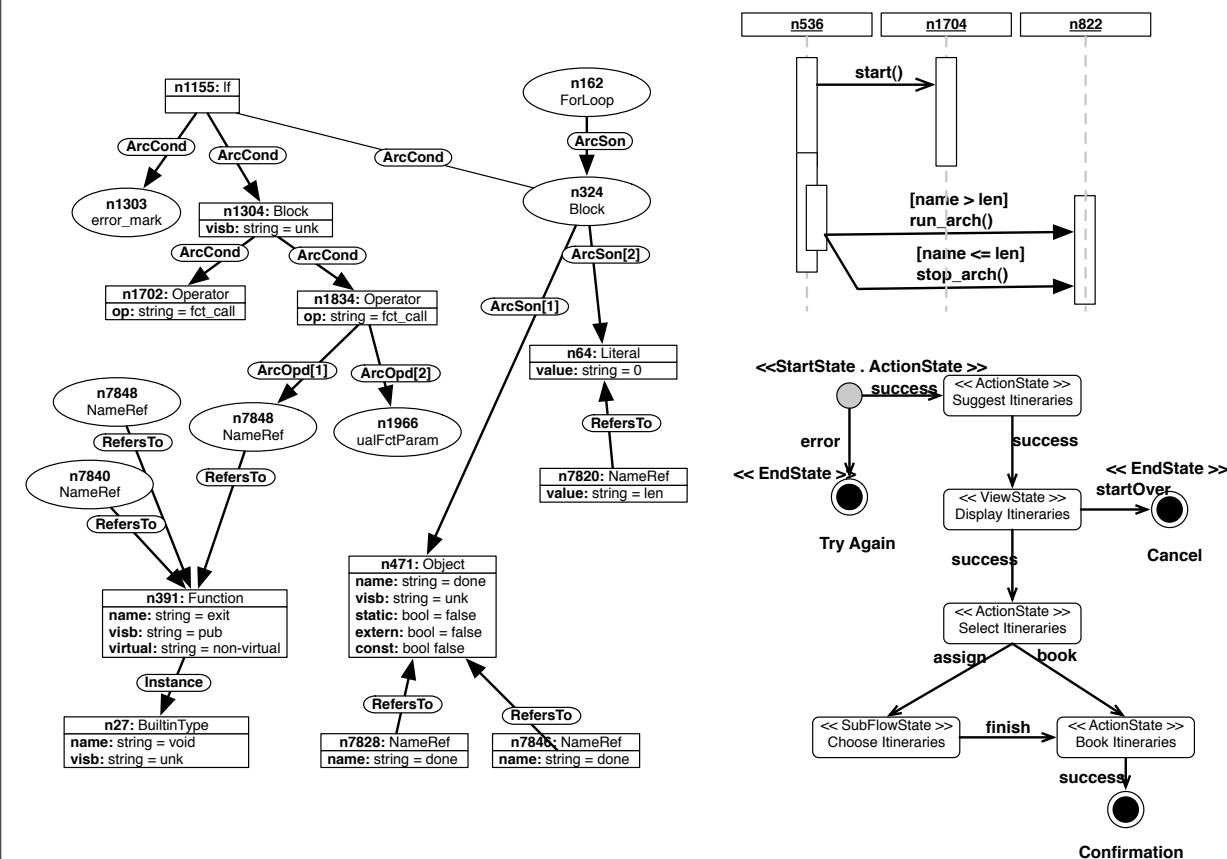 n1155: If
ArcCond
ArcCond
ArcCond
n162
ForLoop
ArcSon
n1303
error_mark
n1304: Block
visb: string = unk
n324
Block
ArcCond
ArcCond
ArcSon[2]
n1702: Operator
op: string = fct_call
n1834: Operator
op: string = fct_call
ArcSon[1]
n64: Literal
value: string = 0
ArcOpd[1]
ArcOpd[2]
n7848
NameRef
RefersTo
n7848
NameRef
n1966
ualFctParam
RefersTo
n7840
NameRef
RefersTo
RefersTo
n7820: NameRef
value: string = len
n391: Function
name: string = exit
visb: string = pub
virtual: string = non-virtual
Instance
n27: BuiltinType
name: string = void
visb: string = unk
n471: Object
name: string = done
visb: string = unk
static: bool = false
extern: bool = false
const: bool false
RefersTo
RefersTo
n7828: NameRef
name: string = done
n7846: NameRef
name: string = done
n536
n1704
n822
start()
[name > len]
run_arch()
[name <= len]
stop_arch()
<<StartState . ActionState >>
success
<< ActionState >>
Suggest Itineraries
error
success
<< EndState >>
Try Again
<< ViewState >>
Display Itineraries
<< EndState >>
startOver
Cancel
success
<< ActionState >>
Select Itineraries
assign
book
<< SubFlowState >>
Choose Itineraries
finish
<< ActionState >>
Book Itineraries
success
Confirmation